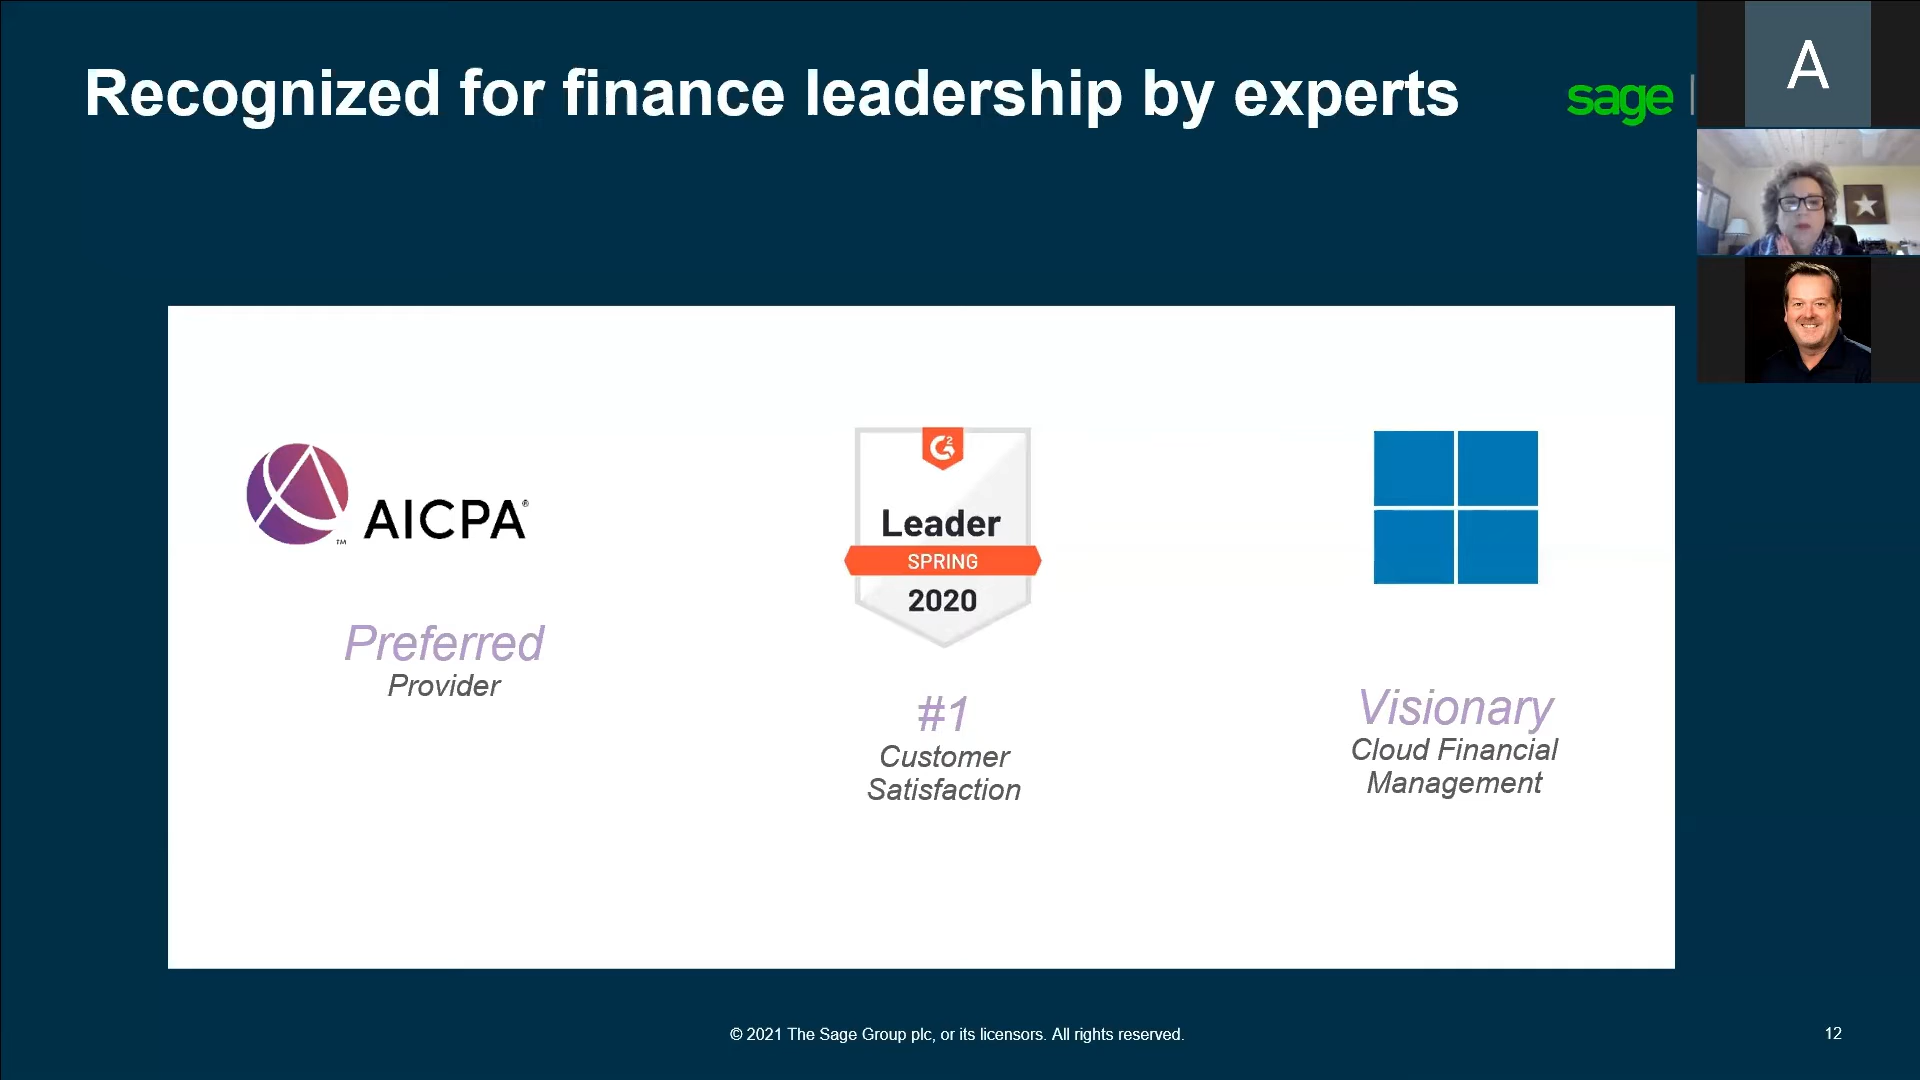 Recognized for finance leadership by experts
sage
A
AICPA®
™
Preferred
Provider
G2
Leader
SPRING
2020
#1
Customer
Satisfaction
Visionary
Cloud Financial
Management
© 2021 The Sage Group plc, or its licensors. All rights reserved.
12